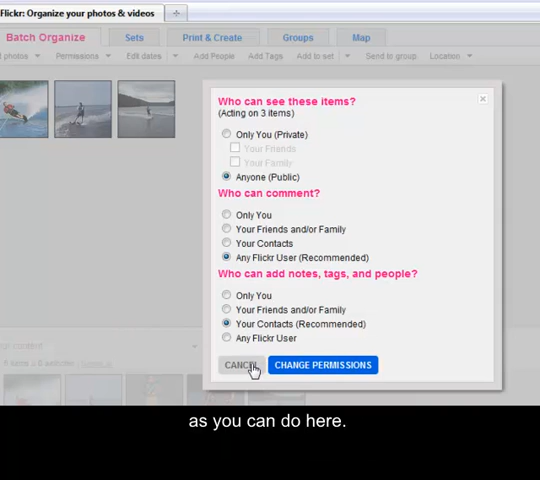 Flickr: Organize your photos & videos
Batch Organize Sets Print & Create Groups Map
photos Permissions Edit dates Add People Add Tags Add to set Send to group Location
Who can see these items?
(Acting on 3 items)
Only You (Private)
Your Friends
Your Family
Anyone (Public)
Who can comment?
Only You
Your Friends and/or Family
Your Contacts
Any Flickr User (Recommended)
Who can add notes, tags, and people?
Only You
Your Friends and/or Family
Your Contacts (Recommended)
Any Flickr User
CANCEL CHANGE PERMISSIONS
as you can do here.